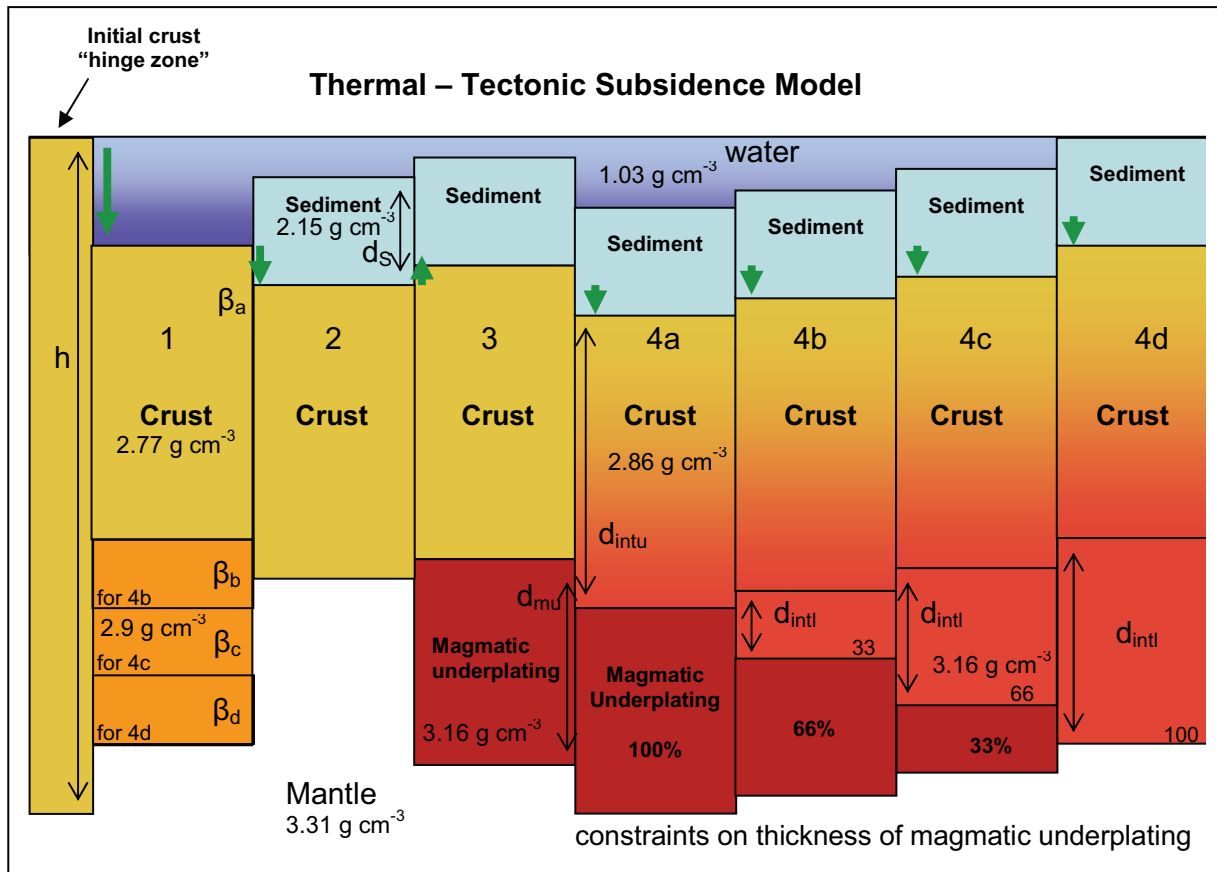 Initial crust
“hinge zone”
Thermal – Tectonic Subsidence Model
water
1.03 g cm-3
Sediment
2.15 g cm-3
dS
Sediment
Sediment
Sediment
Sediment
Sediment
h
βa
1
2
3
4a
4b
4c
4d
Crust
2.77 g cm-3
Crust
Crust
Crust
2.86 g cm-3
Crust
Crust
Crust
dintu
βb
for 4b
2.9 g cm-3
βc
for 4c
βd
for 4d
dmu
Magmatic
underplating
3.16 g cm-3
Magmatic
Underplating
100%
dintl
33
66%
dintl
3.16 g cm-3
66
33%
dintl
100
Mantle
3.31 g cm-3
constraints on thickness of magmatic underplating